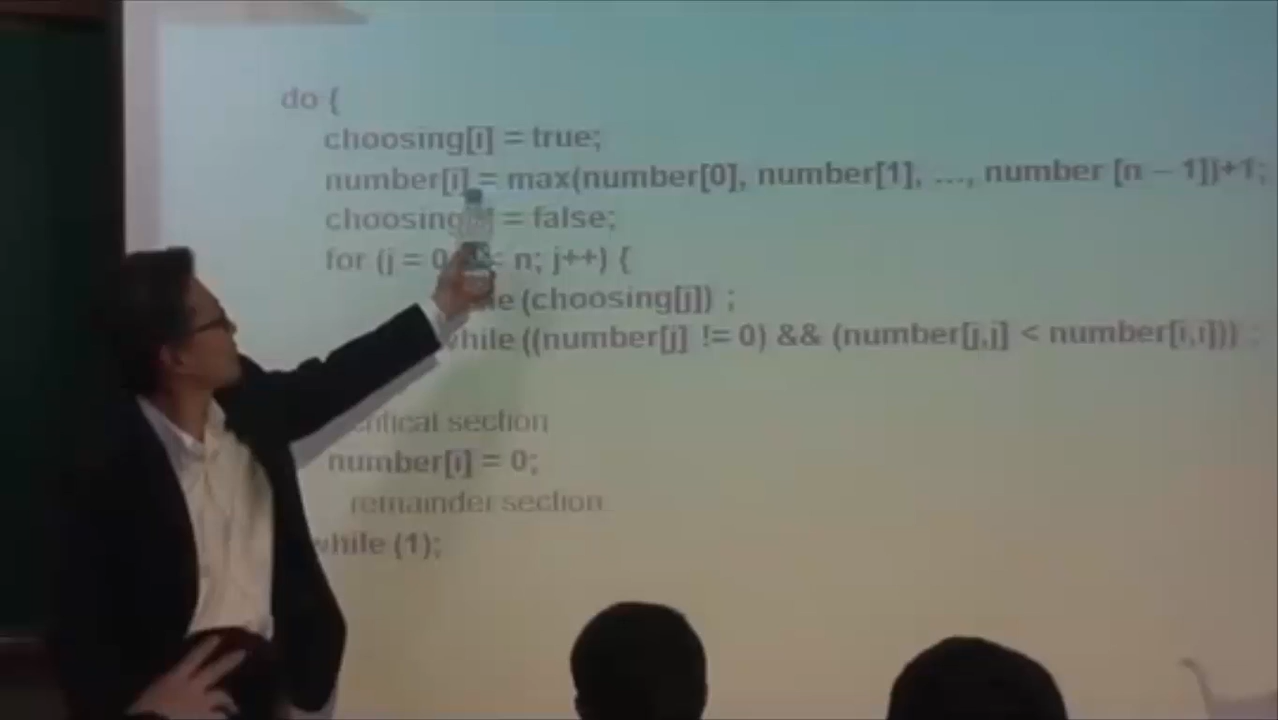 do {
choosing[i] = true;
number[i] = max(number[0], number[1], ..., number [n – 1])+1;
choosing = false;
for (j = 0 < n; j++) {
(choosing[j]) ;
while ((number[j] != 0) && (number[j,j] < number[i,i])) ;
critical section
number[i] = 0;
remainder section
while (1);